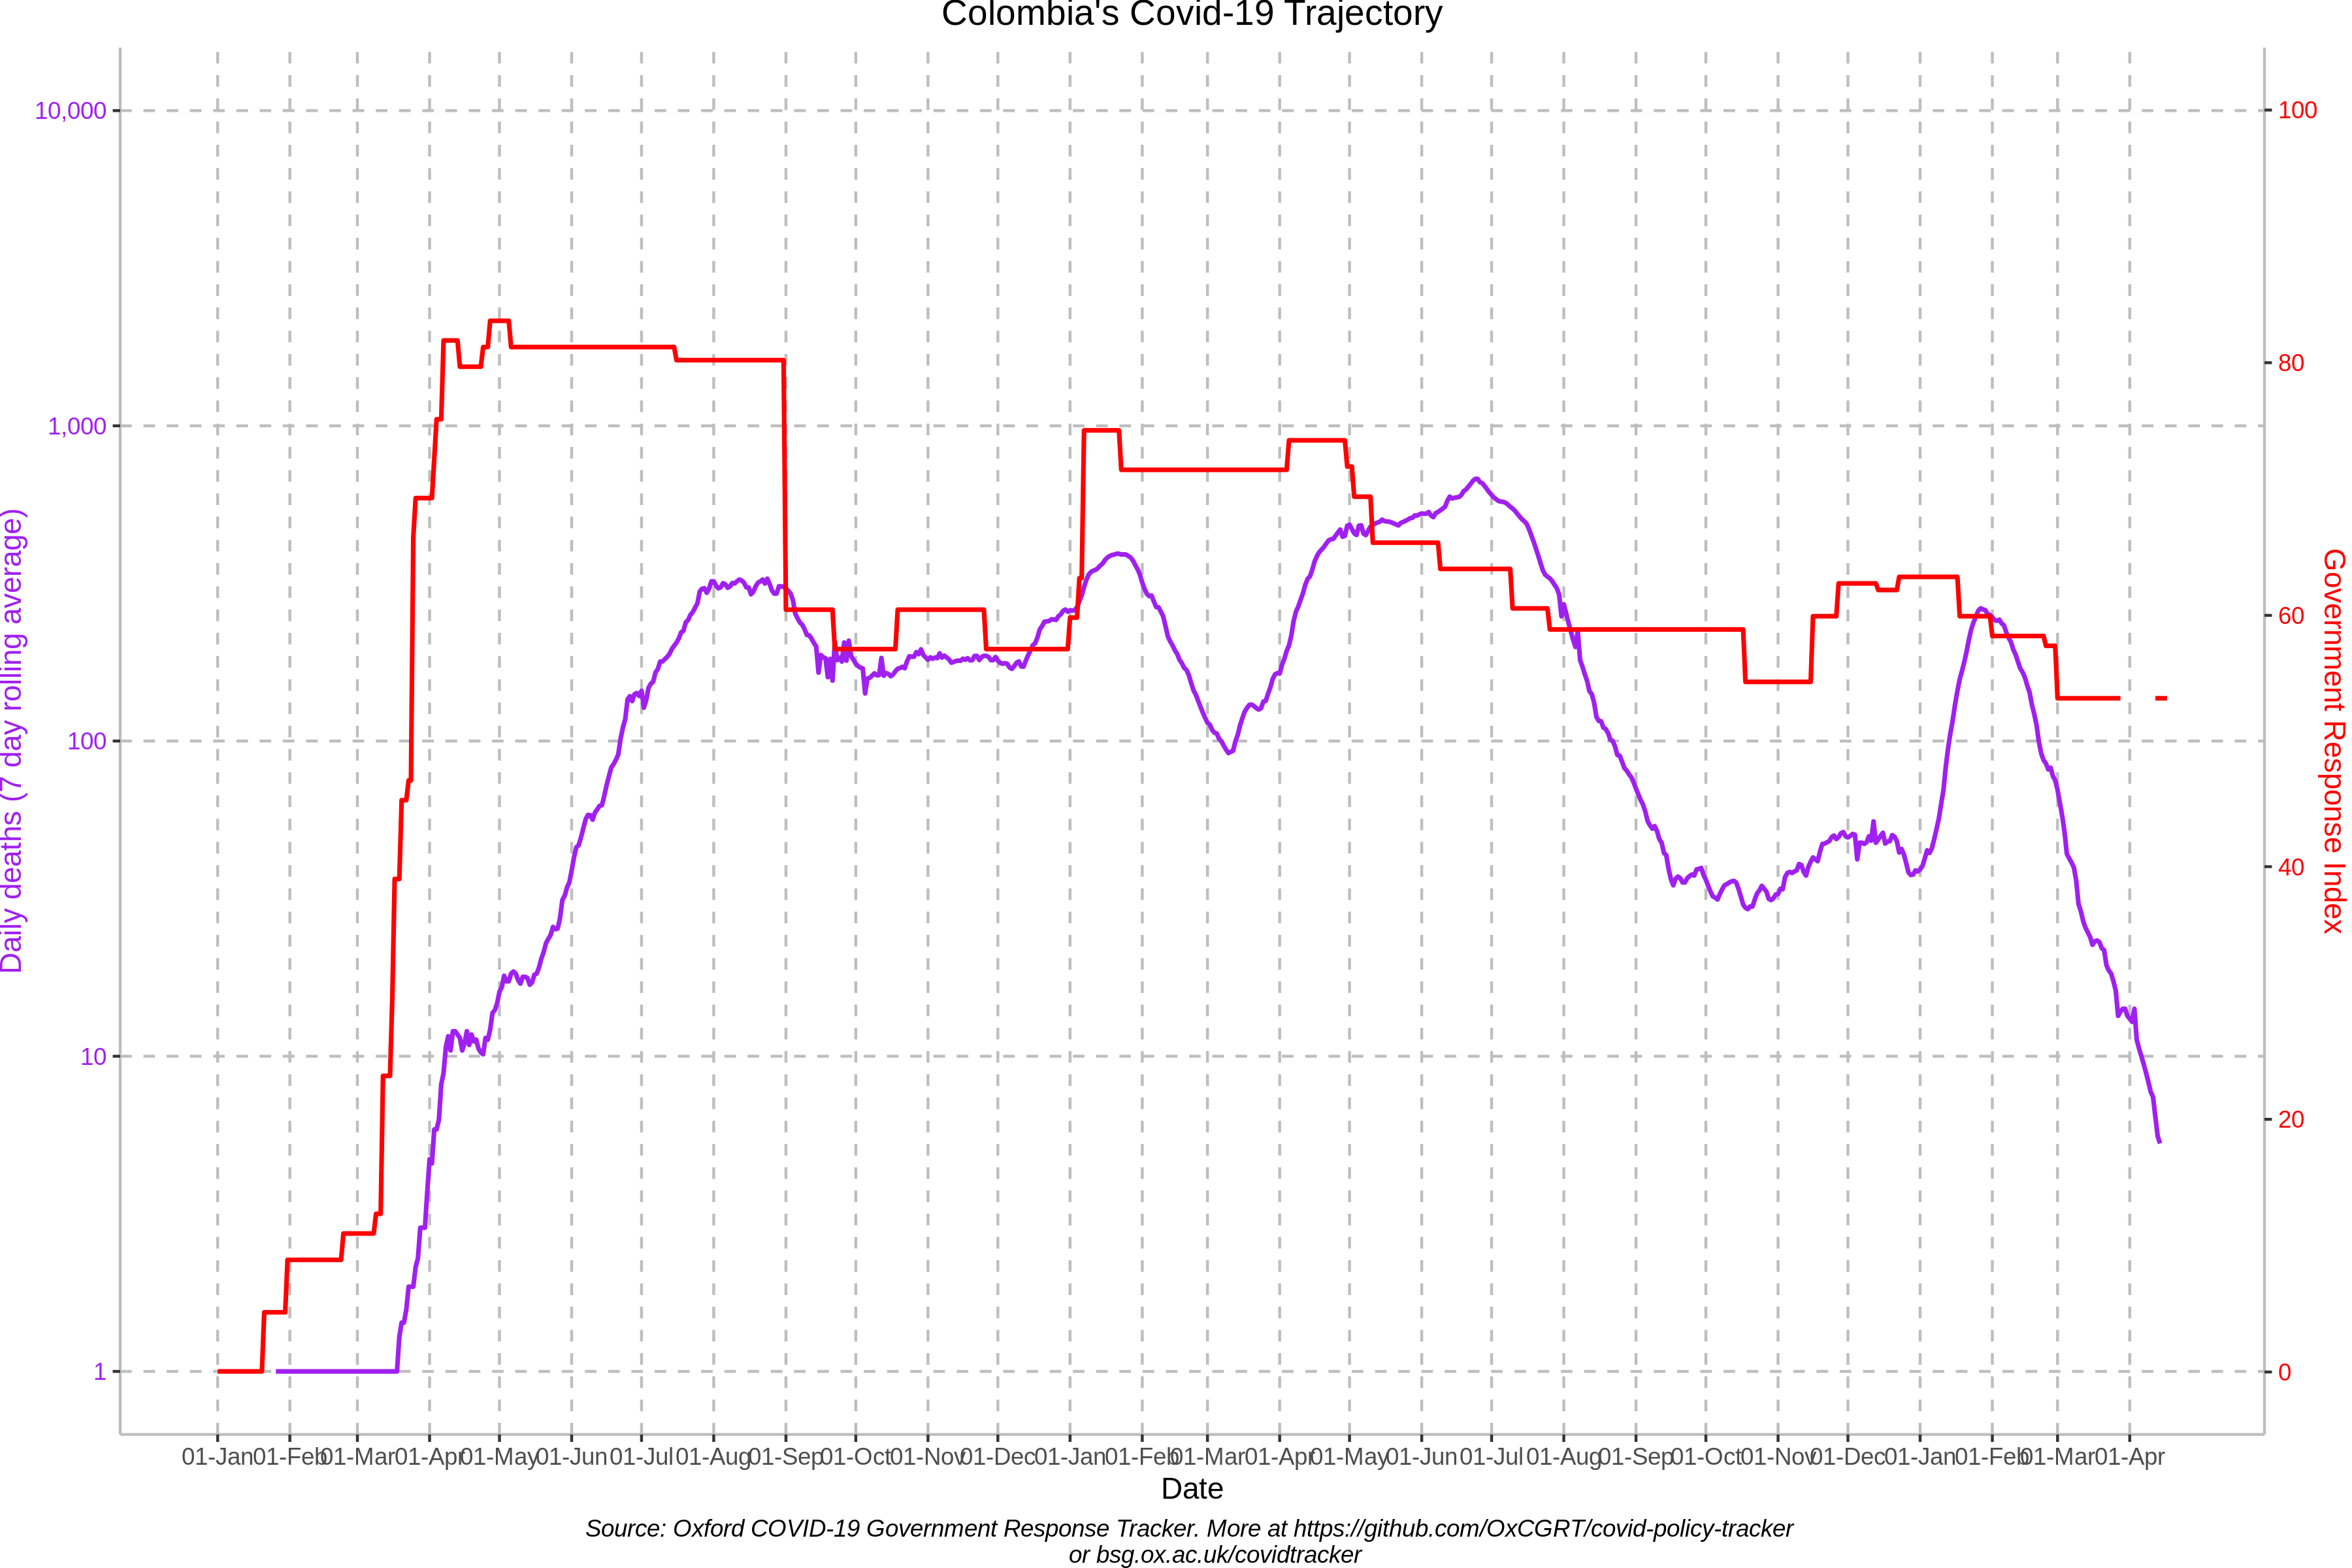 Colombia's Covid-19 Trajectory
10,000
1,000
100
10
1
Daily deaths (7 day rolling average)
100
80
60
40
20
0
Government Response Index
01-Jan 01-Feb 01-Mar 01-Apr 01-May 01-Jun 01-Jul 01-Aug 01-Sep 01-Oct 01-Nov 01-Dec 01-Jan 01-Feb 01-Mar 01-Apr 01-May 01-Jun 01-Jul 01-Aug 01-Sep 01-Oct 01-Nov 01-Dec 01-Jan 01-Feb 01-Mar 01-Apr
Date
Source: Oxford COVID-19 Government Response Tracker. More at https://github.com/OxCGRT/covid-policy-tracker
or bsg.ox.ac.uk/covidtracker